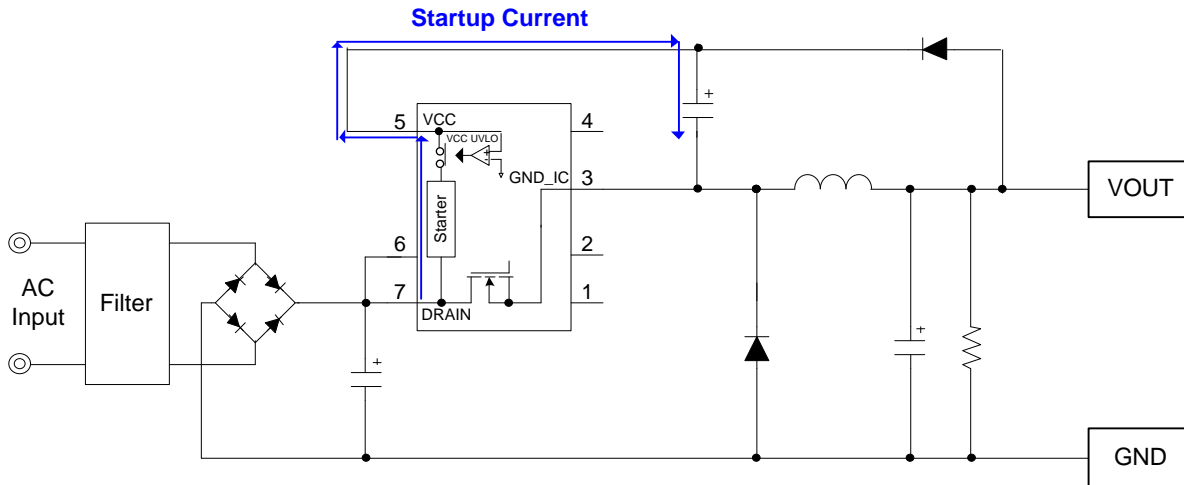 Startup Current
5
VCC
4
VCC UVLO
GND_IC
3
VOUT
Starter
6
2
AC
Input
Filter
7
1
DRAIN
+
+
+
+
GND